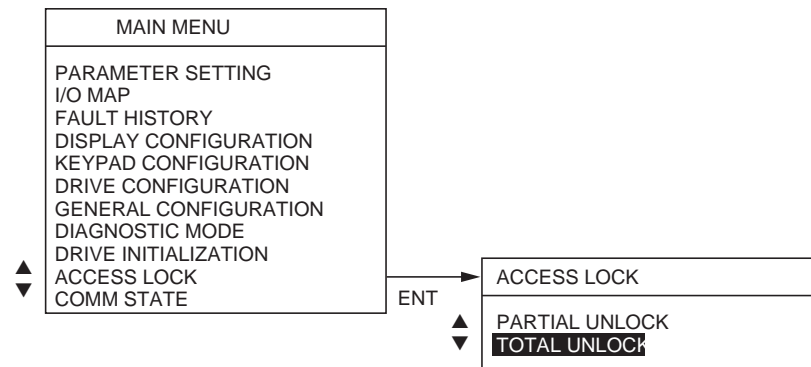 MAIN MENU
PARAMETER SETTING
I/O MAP
FAULT HISTORY
DISPLAY CONFIGURATION
KEYPAD CONFIGURATION
DRIVE CONFIGURATION
GENERAL CONFIGURATION
DIAGNOSTIC MODE
DRIVE INITIALIZATION
ACCESS LOCK
COMM STATE
ENT
ACCESS LOCK
PARTIAL UNLOCK
TOTAL UNLOCK